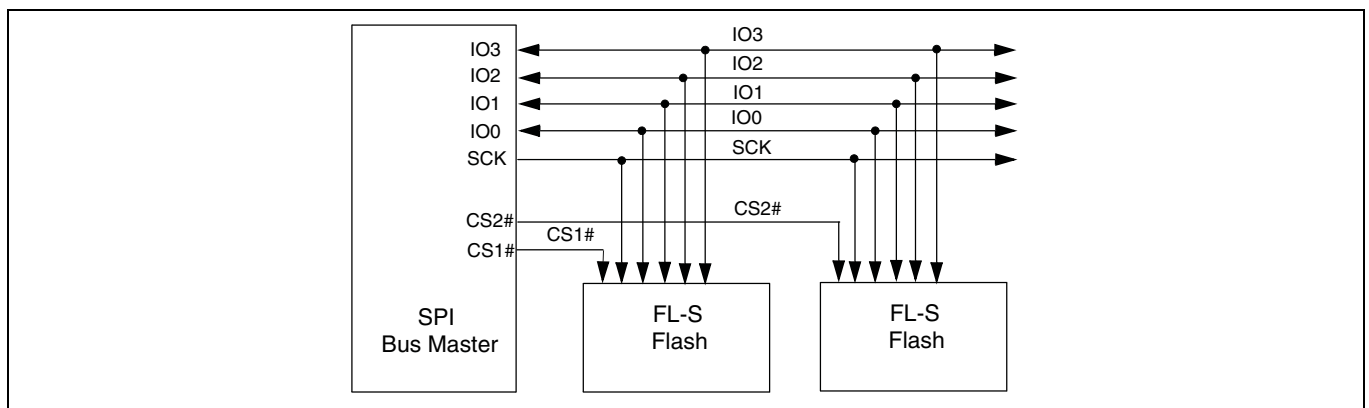 IO3
IO3
IO2
IO2
IO1
IO1
IO0
IO0
SCK
SCK
CS2#
CS2#
CS1#
CS1#
SPI
Bus Master
FL-S
Flash
FL-S
Flash